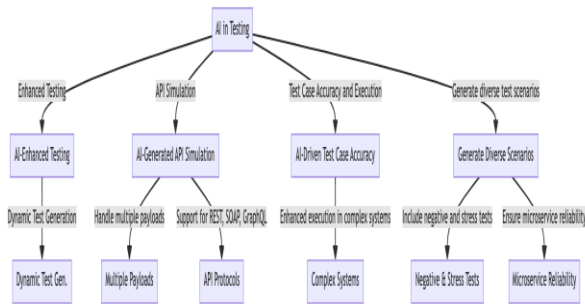 AI in Testing
Enhanced Testing
API Simulation
Test Case Accuracy and Execution
Generate diverse test scenarios
AI-Enhanced Testing
AI-Generated API Simulation
AI-Driven Test Case Accuracy
Generate Diverse Scenarios
Dynamic Test Generation
Handle multiple payloads
Support for REST, SOAP, GraphQL
Enhanced execution in complex systems
Include negative and stress tests
Ensure microservice reliability
Dynamic Test Gen.
Multiple Payloads
API Protocols
Complex Systems
Negative & Stress Tests
Microservice Reliability